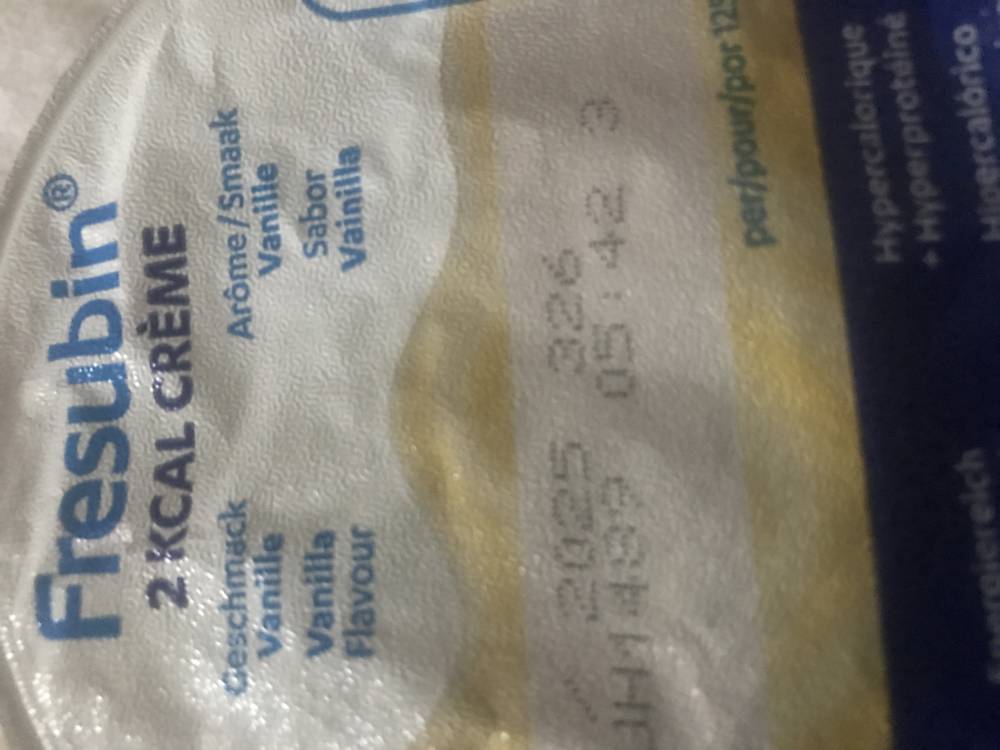 Fresubin®
2 KCAL CRÈME
Geschmack
Vanille
Vanilla
Flavour
Arôme / Smaak
Vanille
Sabor
Vainilla
2025 326
05:42 3
per/pour/por 125
Hypercalorique
+ Hyperprotéiné
Hipercalórico